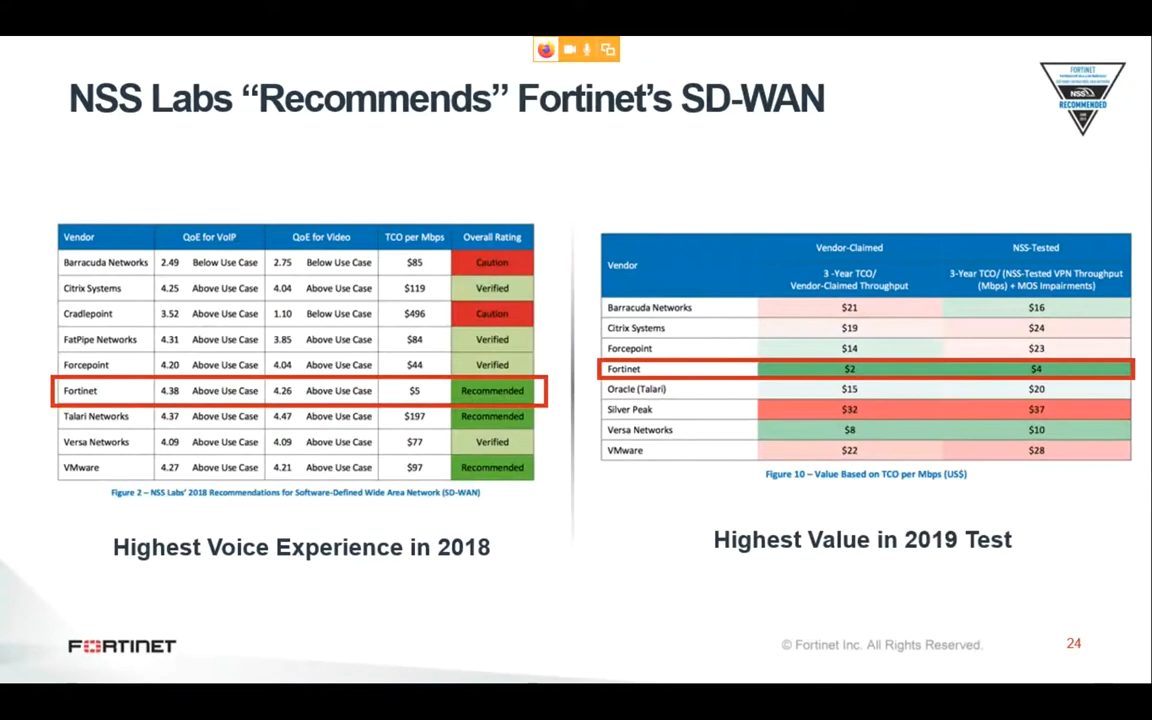 NSS Labs “Recommends” Fortinet’s SD-WAN
FORTINET
NSS
RECOMMENDED
Vendor QoE for VoIP QoE for Video TCO per Mbps Overall Rating
Barracuda Networks 2.49 Below Use Case 2.75 Below Use Case $85 Caution
Citrix Systems 4.25 Above Use Case 4.04 Above Use Case $119 Verified
Cradlepoint 3.52 Above Use Case 1.10 Below Use Case $496 Caution
FatPipe Networks 4.31 Above Use Case 3.85 Above Use Case $84 Verified
Forcepoint 4.20 Above Use Case 4.04 Above Use Case $44 Verified
Fortinet 4.38 Above Use Case 4.26 Above Use Case $5 Recommended
Talari Networks 4.37 Above Use Case 4.47 Above Use Case $197 Recommended
Versa Networks 4.09 Above Use Case 4.09 Above Use Case $77 Verified
VMware 4.27 Above Use Case 4.21 Above Use Case $97 Recommended
Figure 2 – NSS Labs’ 2018 Recommendations for Software-Defined Wide Area Network (SD-WAN)
Highest Voice Experience in 2018
Vendor-Claimed NSS-Tested
Vendor
3 -Year TCO/ 3-Year TCO/ (NSS-Tested VPN Throughput
Vendor-Claimed Throughput (Mbps) + MOS Impairments)
Barracuda Networks $21 $16
Citrix Systems $19 $24
Forcepoint $14 $23
Fortinet $2 $4
Oracle (Talari) $15 $20
Silver Peak $32 $37
Versa Networks $8 $10
VMware $22 $28
Figure 10 – Value Based on TCO per Mbps (US$)
Highest Value in 2019 Test
FORTINET
© Fortinet Inc. All Rights Reserved.
24